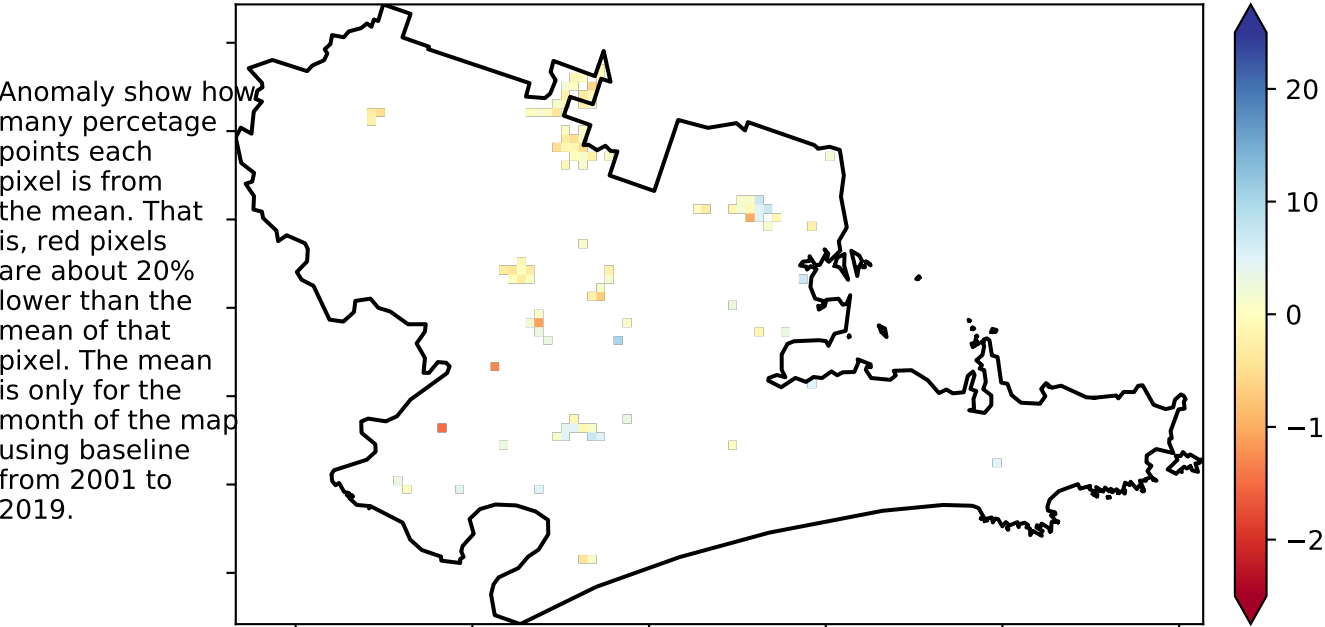 Anomaly show how
many percetage
points each
pixel is from
the mean. That
is, red pixels
are about 20%
lower than the
mean of that
pixel. The mean
is only for the
month of the map
using baseline
from 2001 to
2019.
20
10
0
−1
−2